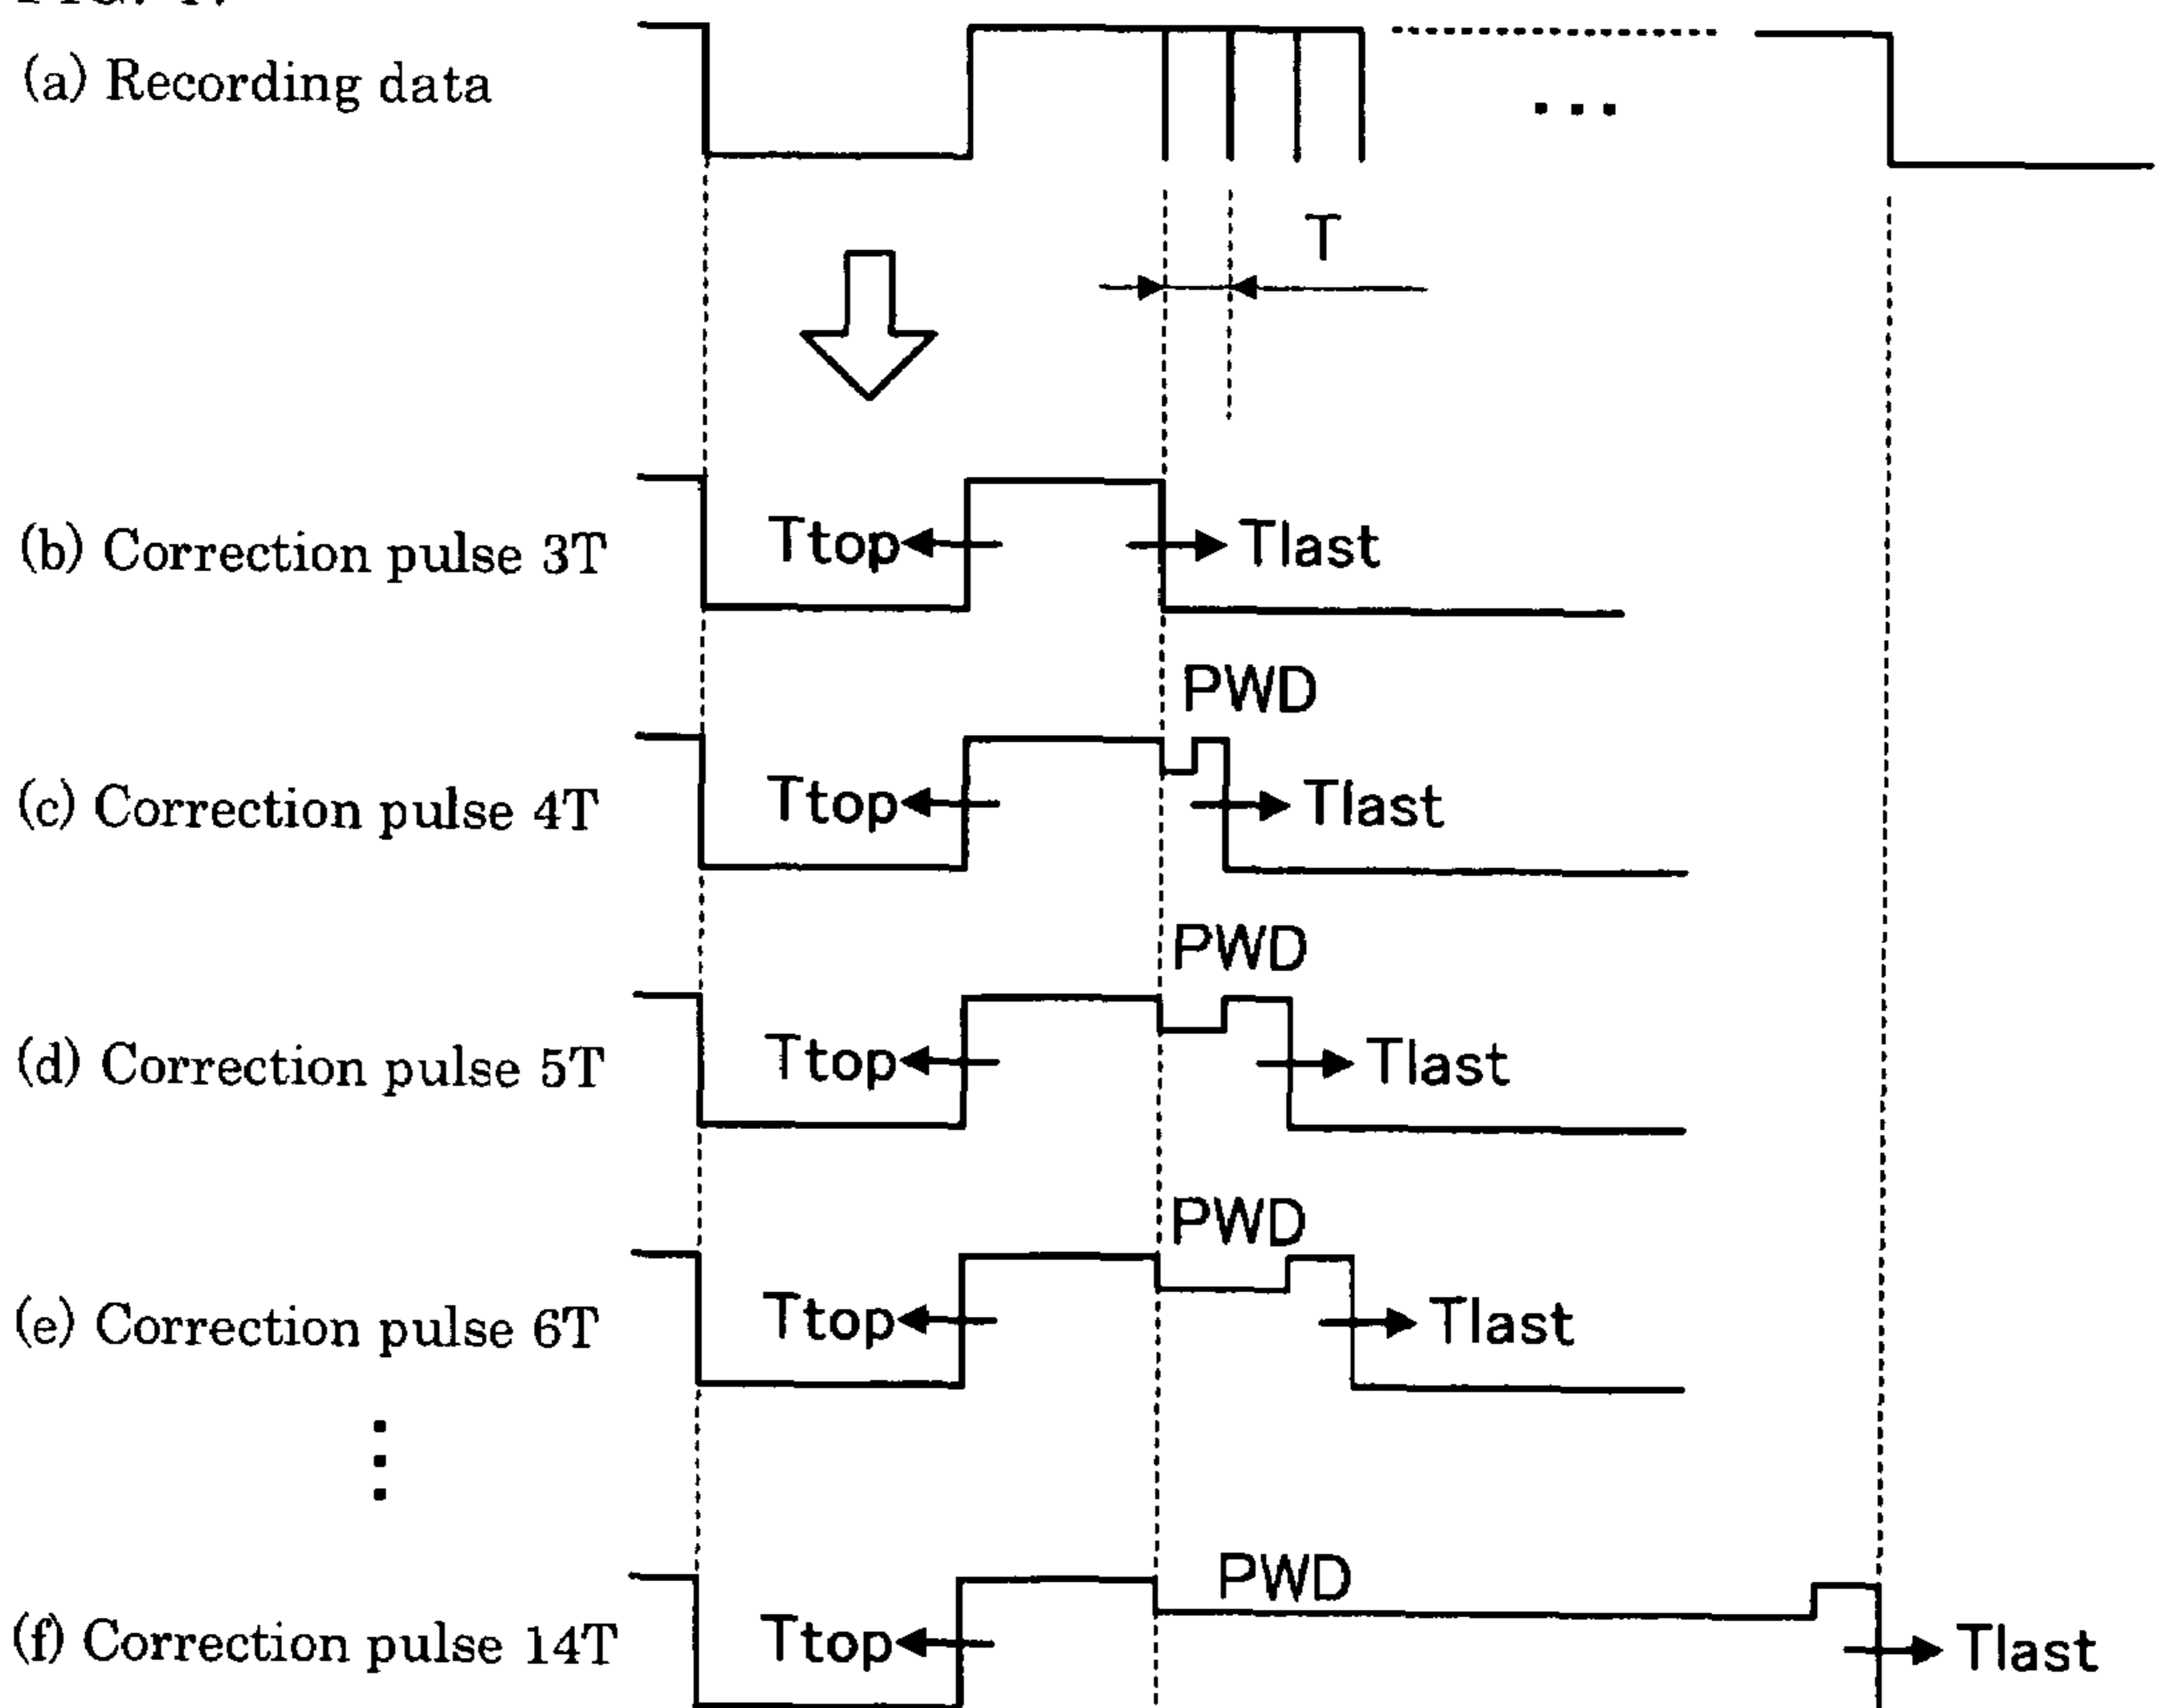 (a) Recording data
...
T
(b) Correction pulse 3T
Ttop
Tlast
PWD
(c) Correction pulse 4T
Ttop
Tlast
PWD
(d) Correction pulse 5T
Ttop
Tlast
PWD
(e) Correction pulse 6T
Ttop
Tlast
PWD
(f) Correction pulse 14T
Ttop
Tlast